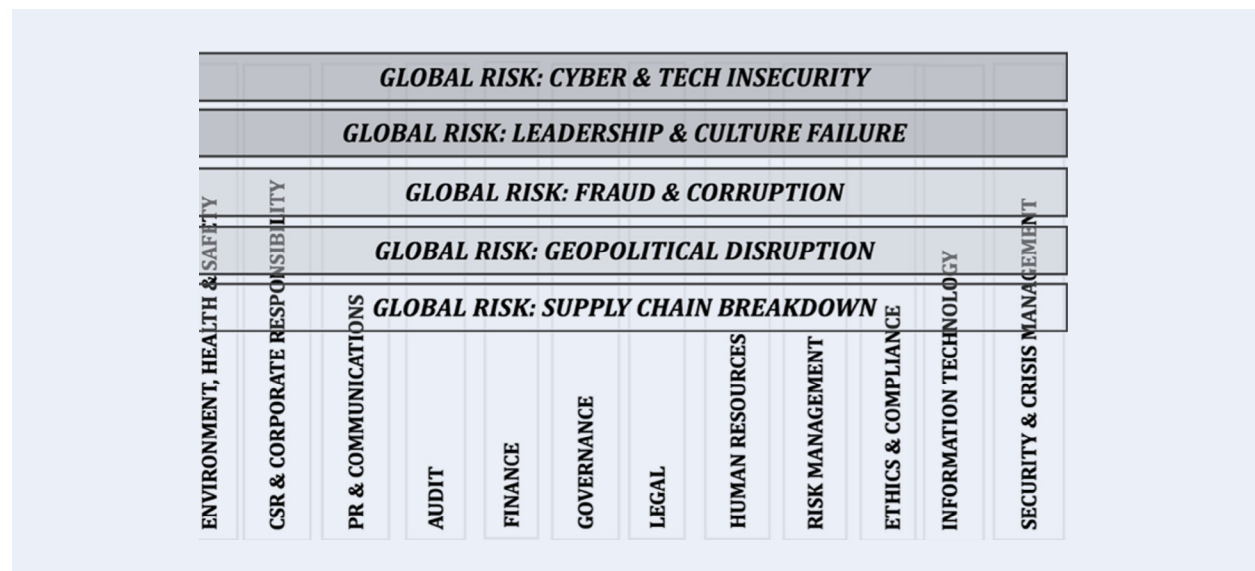 GLOBAL RISK: CYBER & TECH INSECURITY
GLOBAL RISK: LEADERSHIP & CULTURE FAILURE
GLOBAL RISK: FRAUD & CORRUPTION
GLOBAL RISK: GEOPOLITICAL DISRUPTION
GLOBAL RISK: SUPPLY CHAIN BREAKDOWN
ENVIRONMENT, HEALTH & SAFETY
CSR & CORPORATE RESPONSIBILITY
PR & COMMUNICATIONS
AUDIT
FINANCE
GOVERNANCE
LEGAL
HUMAN RESOURCES
RISK MANAGEMENT
ETHICS & COMPLIANCE
INFORMATION TECHNOLOGY
SECURITY & CRISIS MANAGEMENT